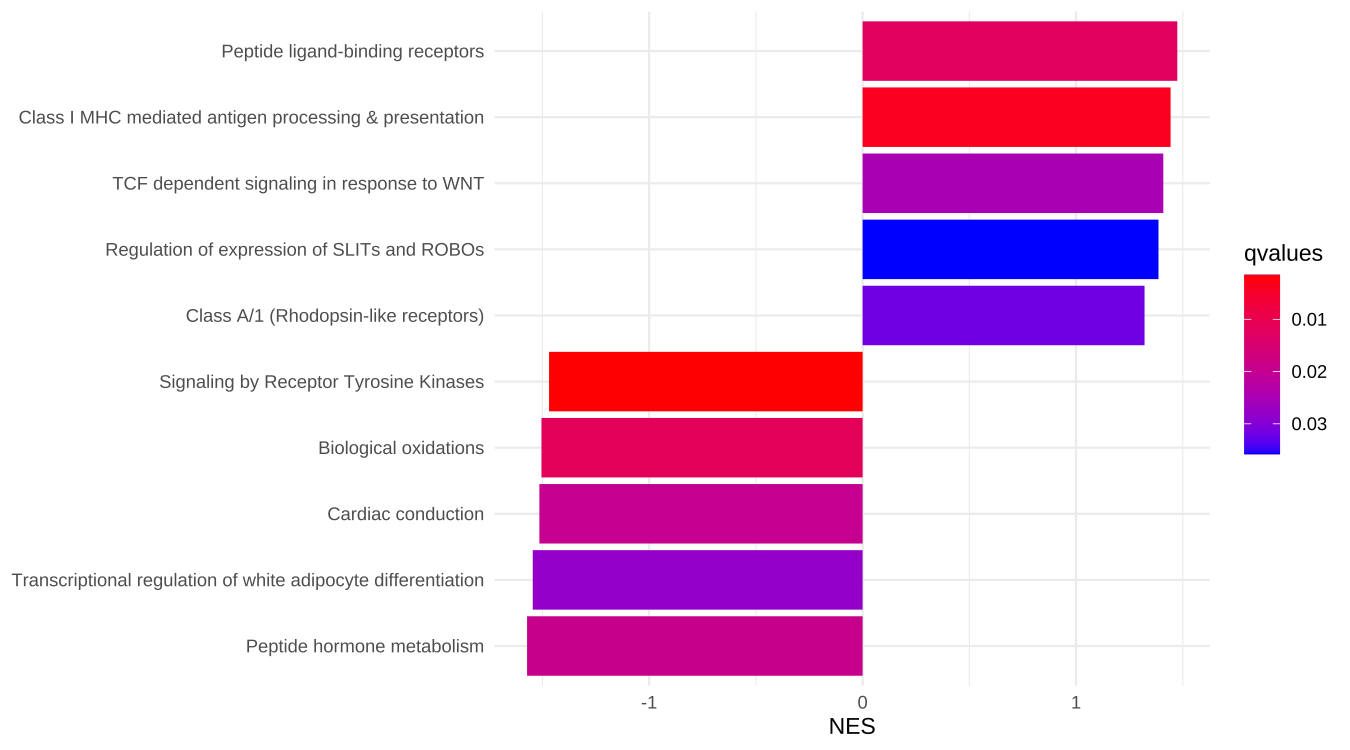 Peptide ligand-binding receptors
Class I MHC mediated antigen processing & presentation
TCF dependent signaling in response to WNT
Regulation of expression of SLITs and ROBOs
Class A/1 (Rhodopsin-like receptors)
Signaling by Receptor Tyrosine Kinases
Biological oxidations
Cardiac conduction
Transcriptional regulation of white adipocyte differentiation
Peptide hormone metabolism
-1 0 1
NES
qvalues
0.01
0.02
0.03